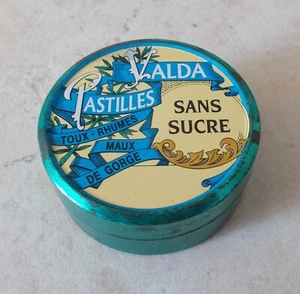 VALDA
PASTILLES
SANS
SUCRE
TOUX - RHUMES
MAUX
DE GORGE